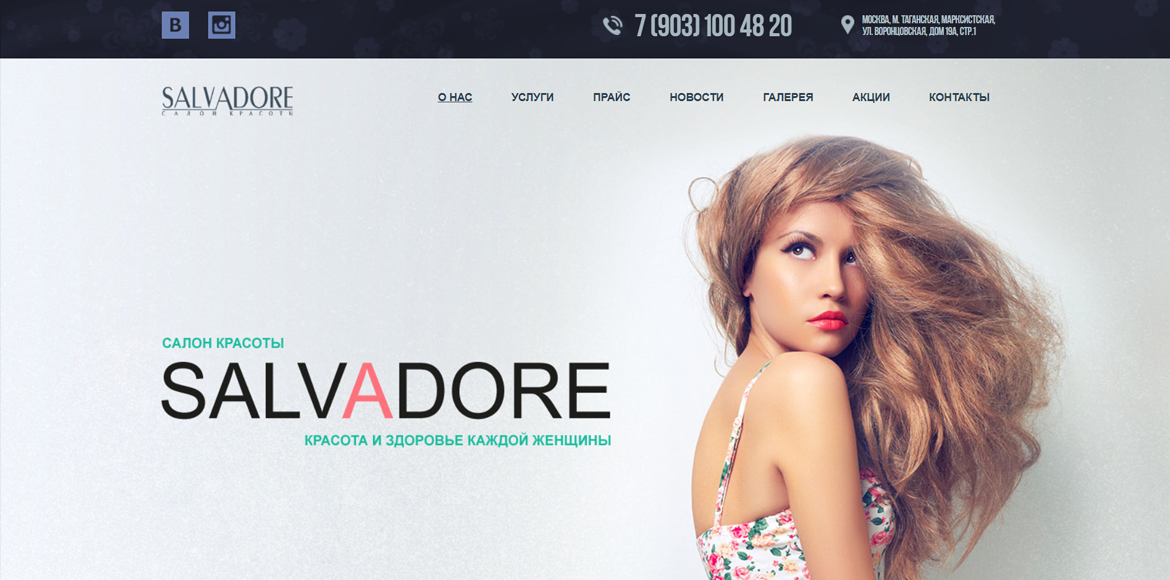 В
7 (903) 100 48 20
МОСКВА, М. ТАГАНСКАЯ, МАРКСИСТСКАЯ,
УЛ. ВОРОНЦОВСКАЯ, ДОМ 19А, СТР.1
SALVADORE
САЛОН КРАСОТЫ
О НАС УСЛУГИ ПРАЙС НОВОСТИ ГАЛЕРЕЯ АКЦИИ КОНТАКТЫ
САЛОН КРАСОТЫ
SALVADORE
КРАСОТА И ЗДОРОВЬЕ КАЖДОЙ ЖЕНЩИНЫ